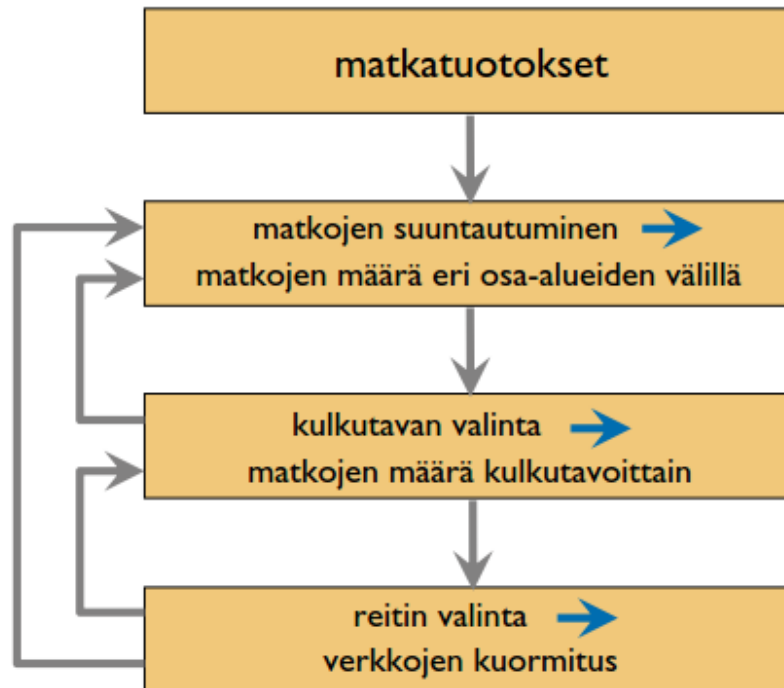 matkatuotokset
matkojen suuntautuminen
matkojen määrä eri osa-alueiden välillä
kulkutavan valinta
matkojen määrä kulkutavoittain
reitin valinta
verkkojen kuormitus